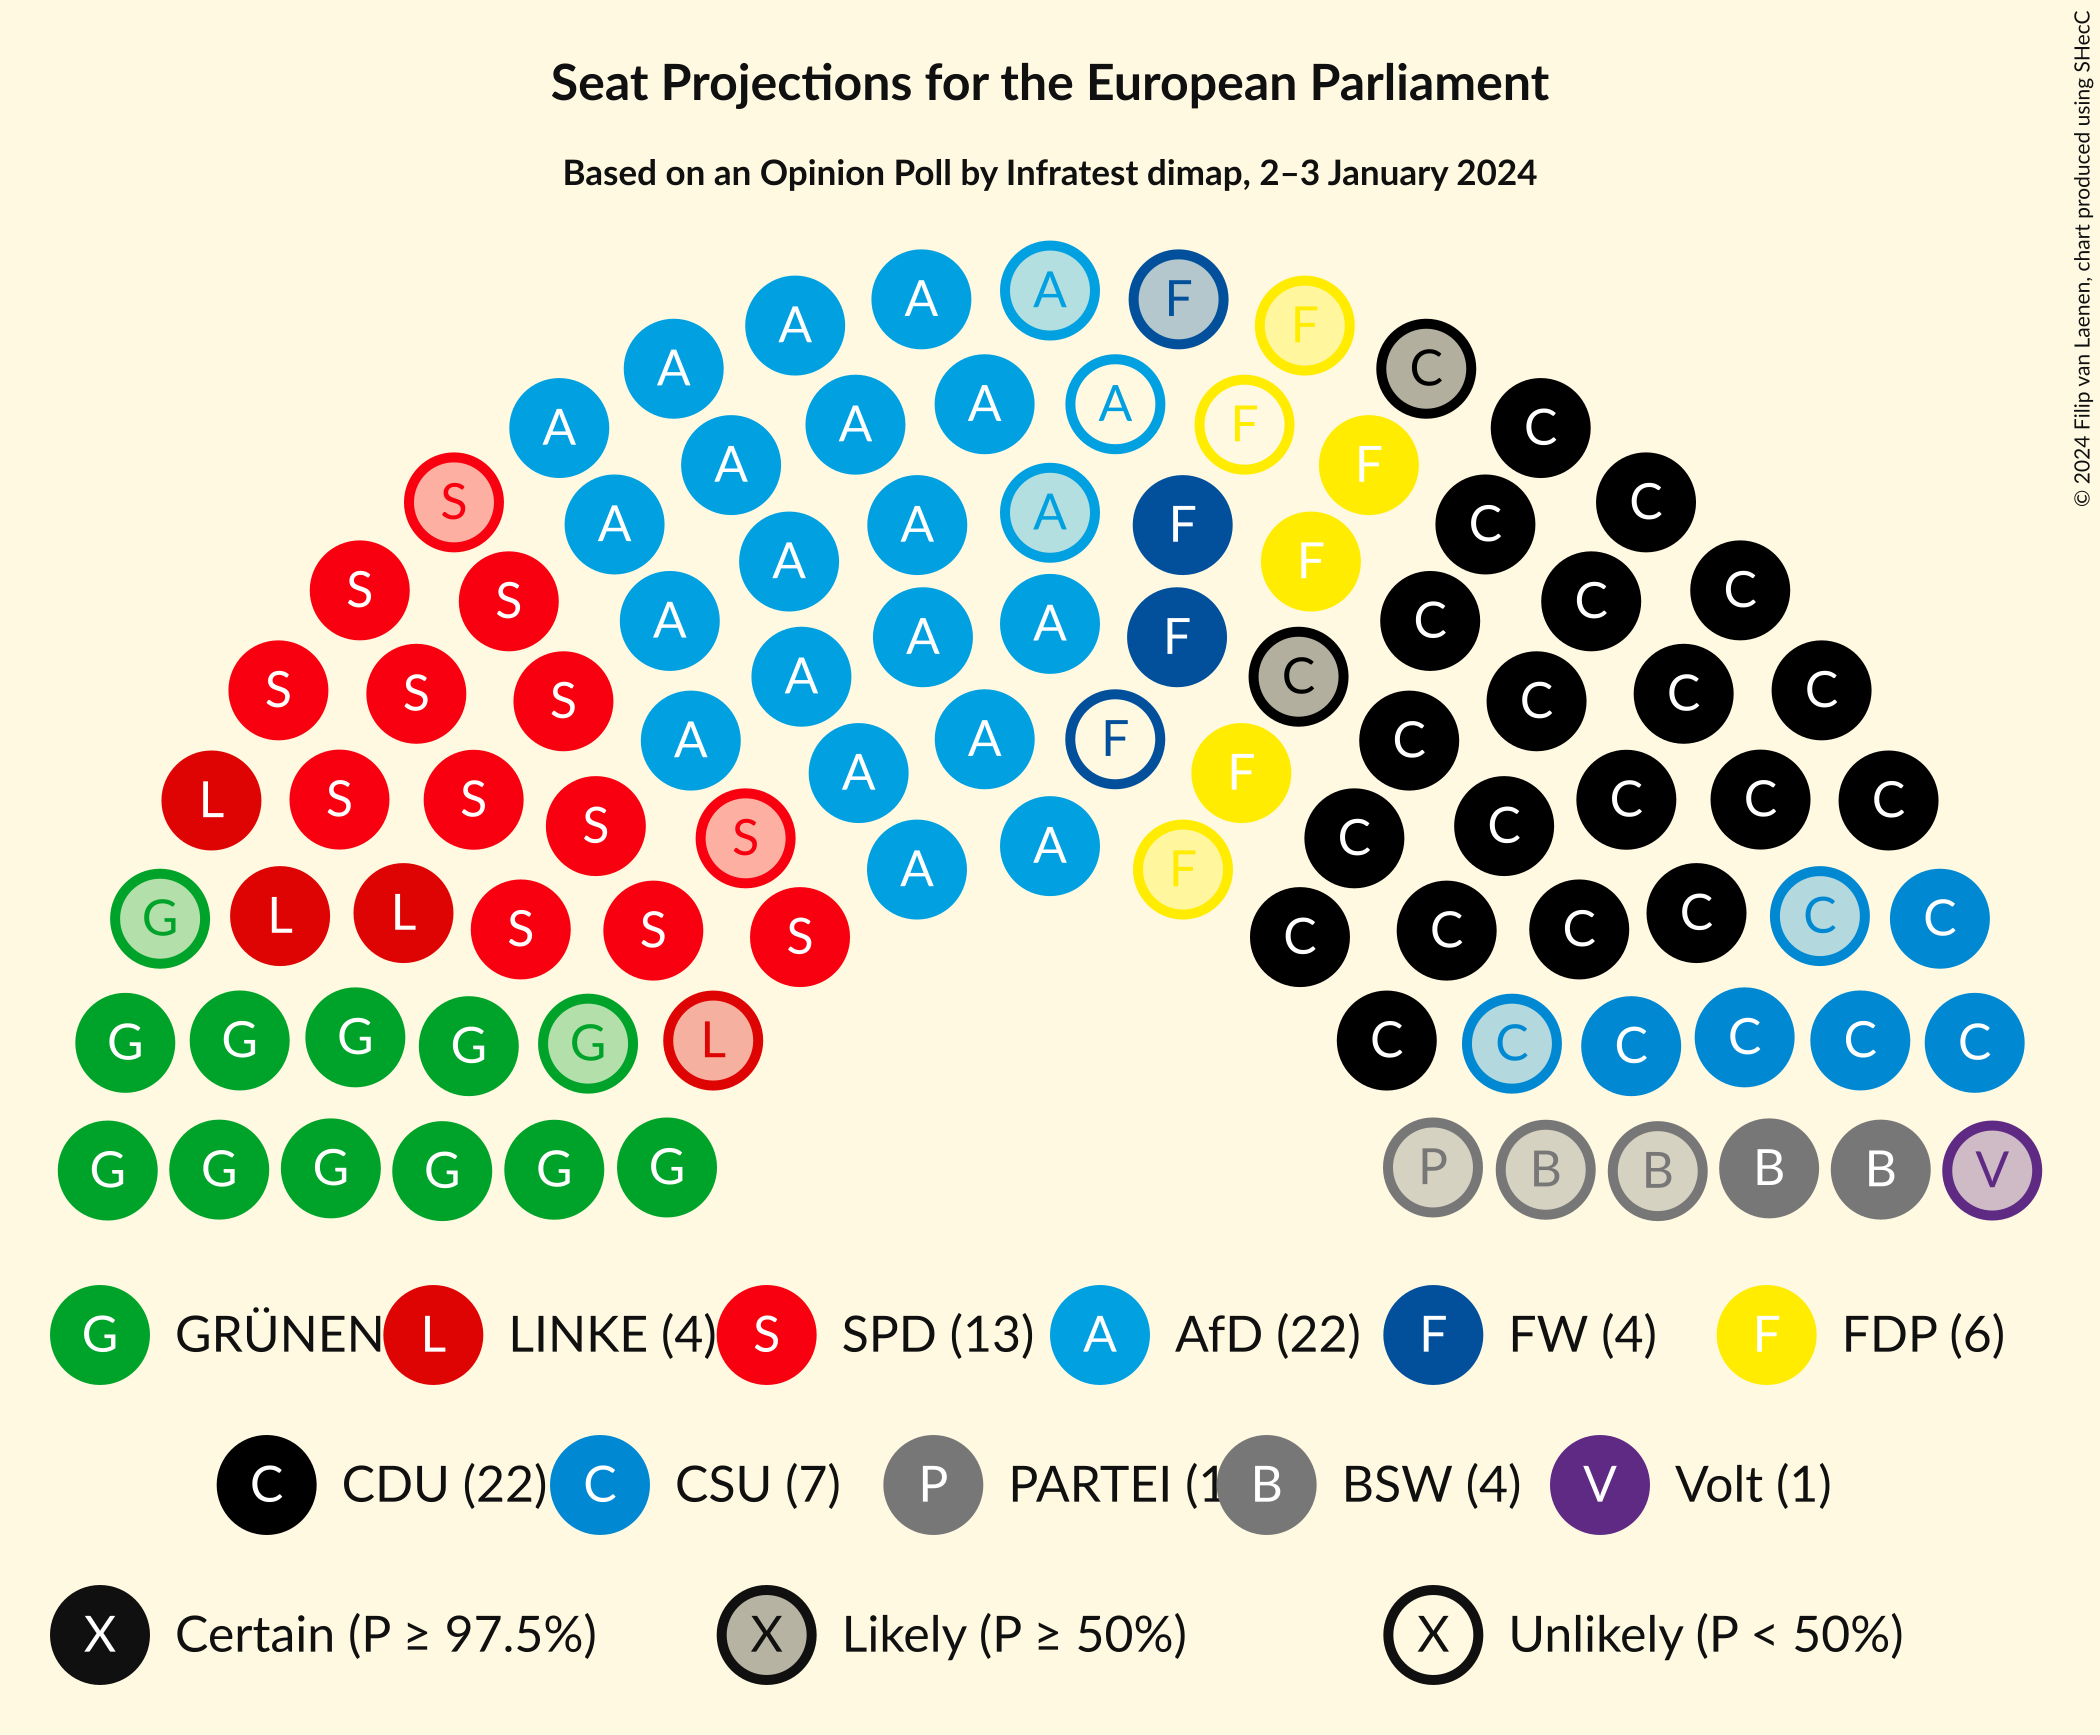 Seat Projections for the European Parliament
Based on an Opinion Poll by Infratest dimap, 2–3 January 2024
© 2024 Filip van Laenen, chart produced using SHecC
A A A F F
A A C
A A A A F F C
S A A A A F F C C
S S A A A F C C C
S S S A A A F C C C C C
L S S S A A A F F C C C C C C
S A A F C
G L L S S S C C C C C C
G G G G G L C C C C C C
G G G G G G P B B B B V
G GRÜNEN L LINKE (4) S SPD (13) A AfD (22) F FW (4) F FDP (6)
C CDU (22) C CSU (7) P PARTEI (1 B BSW (4) V Volt (1)
X Certain (P ≥ 97.5%) X Likely (P ≥ 50%) X Unlikely (P < 50%)